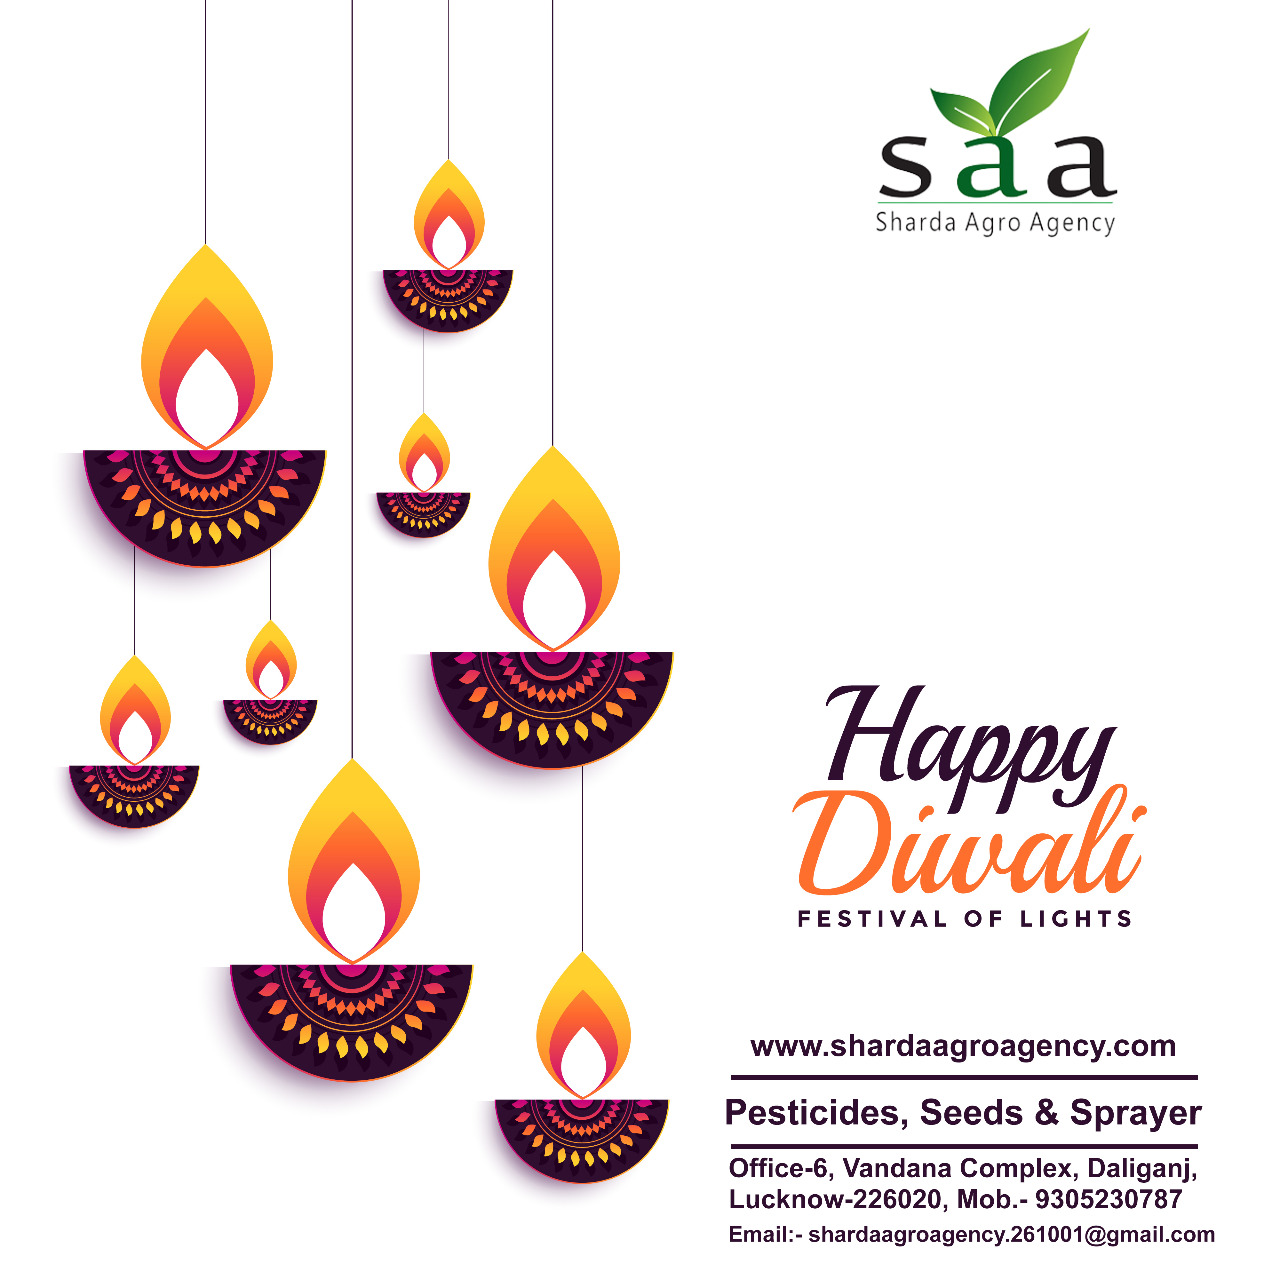 saa
Sharda Agro Agency
Happy
Diwali
FESTIVAL OF LIGHTS
www.shardaagroagency.com
Pesticides, Seeds & Sprayer
Office-6, Vandana Complex, Daliganj,
Lucknow-226020, Mob.- 9305230787
Email:- shardaagroagency.261001@gmail.com